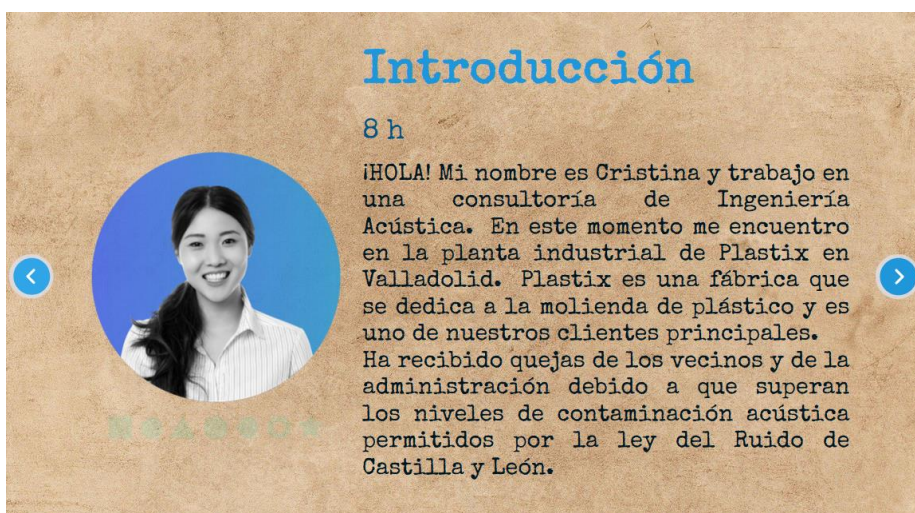 Introducción
8 h
¡HOLA! Mi nombre es Cristina y trabajo en
una consultoría de Ingeniería
Acústica. En este momento me encuentro
en la planta industrial de Plastix en
Valladolid. Plastix es una fábrica que
se dedica a la molienda de plástico y es
uno de nuestros clientes principales.
Ha recibido quejas de los vecinos y de la
administración debido a que superan
los niveles de contaminación acústica
permitidos por la ley del Ruido de
Castilla y León.